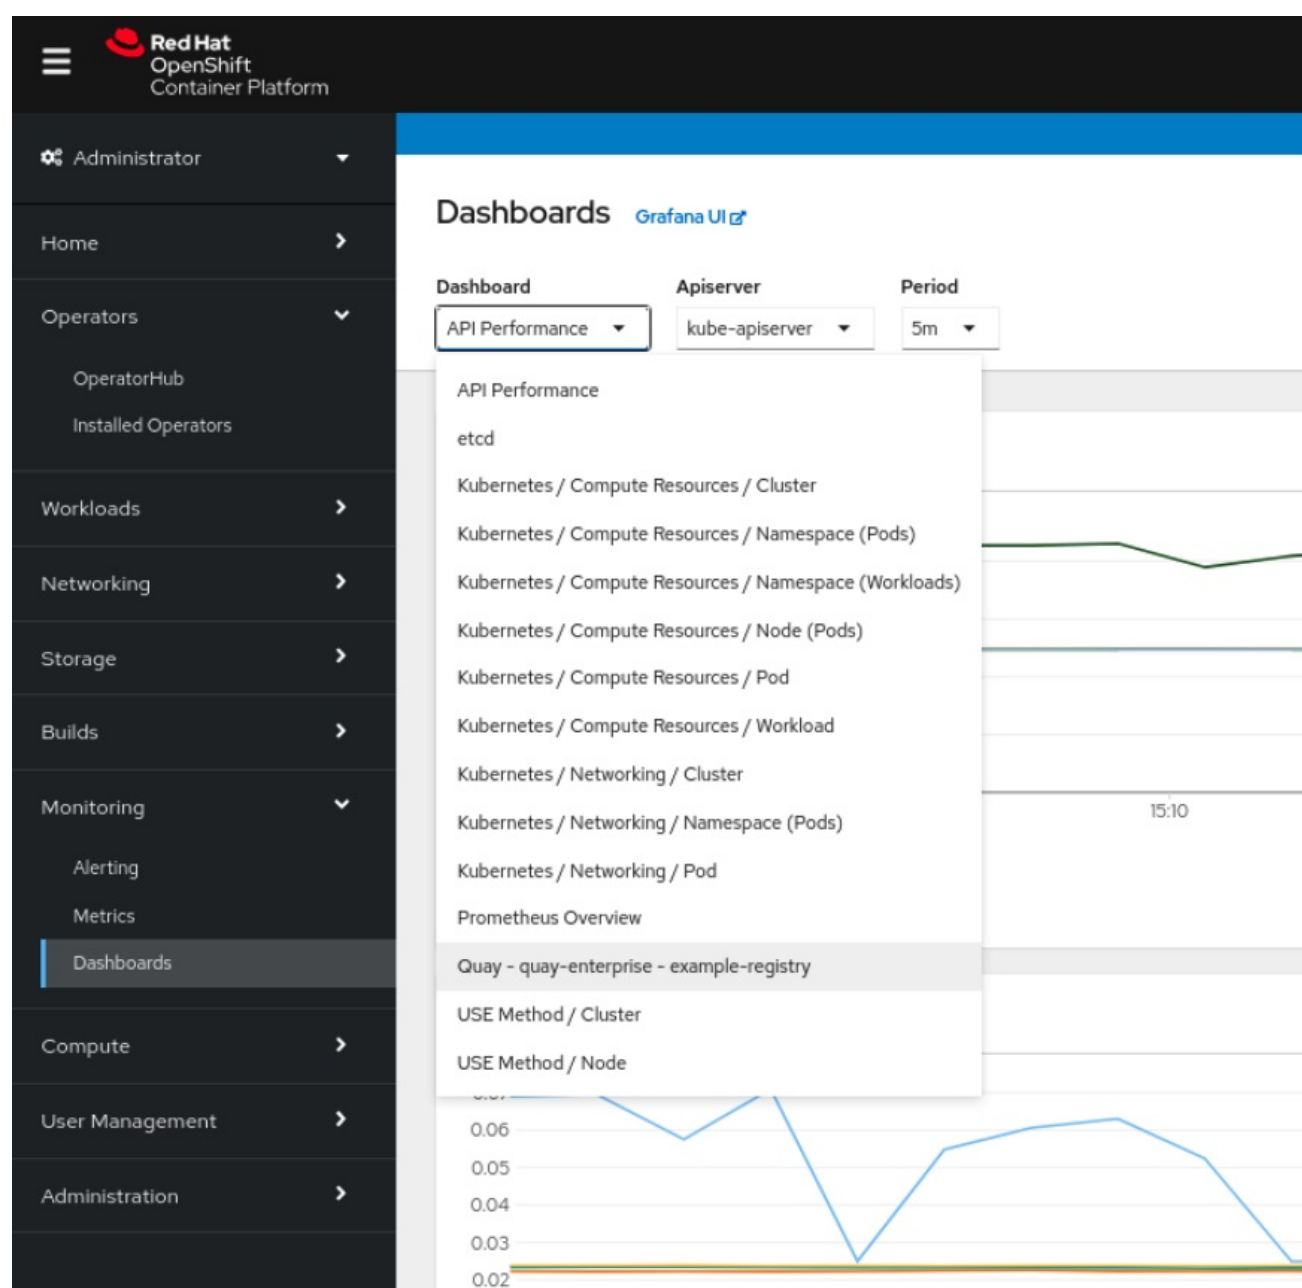 Red Hat
OpenShift
Container Platform
Administrator
Home
Operators
OperatorHub
Installed Operators
Workloads
Networking
Storage
Builds
Monitoring
Alerting
Metrics
Dashboards
Compute
User Management
Administration
Dashboards Grafana UI
Dashboard Apiserver Period
API Performance kube-apiserver 5m
API Performance
etcd
Kubernetes / Compute Resources / Cluster
Kubernetes / Compute Resources / Namespace (Pods)
Kubernetes / Compute Resources / Namespace (Workloads)
Kubernetes / Compute Resources / Node (Pods)
Kubernetes / Compute Resources / Pod
Kubernetes / Compute Resources / Workload
Kubernetes / Networking / Cluster
Kubernetes / Networking / Namespace (Pods)
Kubernetes / Networking / Pod
Prometheus Overview
Quay - quay-enterprise - example-registry
USE Method / Cluster
USE Method / Node
15:10
0.06
0.05
0.04
0.03
0.02